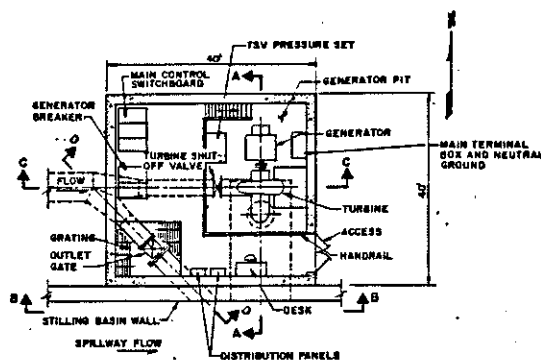 TSV PRESSURE SET
40'
A
MAIN CONTROL
SWITCHBOARD
GENERATOR PIT
GENERATOR
BREAKER
GENERATOR
D
TURBINE SHUT-
OFF VALVE
MAIN TERMINAL
BOX AND NEUTRAL
GROUND
C
C
40'
FLOW
TURBINE
ACCESS
GRATING
HANDRAIL
OUTLET
GATE
B
B
D
A
DESK
STILLING BASIN WALL
SPILLWAY FLOW
DISTRIBUTION PANELS